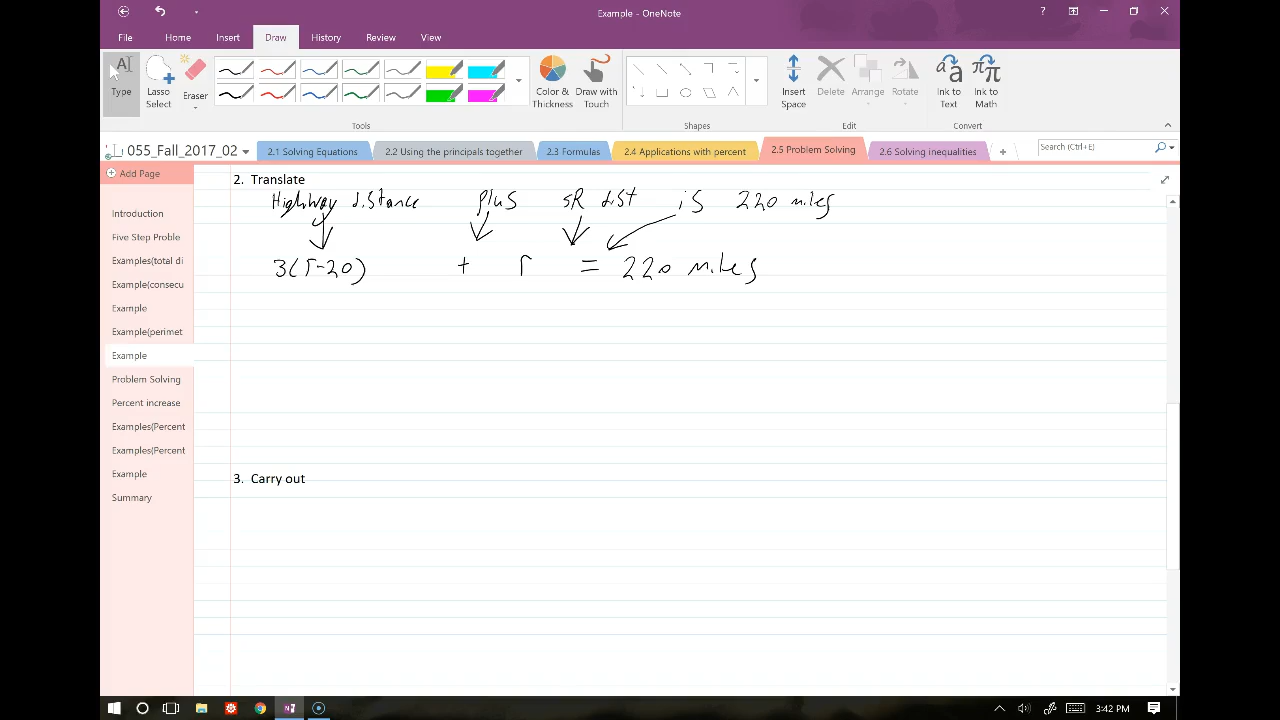 Example - OneNote
?
File Home Insert Draw History Review View
Type
Lasso Select
Eraser
Color & Thickness
Draw with Touch
Insert Space
Delete
Arrange
Rotate
Ink to Text
Ink to Math
Tools
Shapes
Edit
Convert
055_Fall_2017_02
2.1 Solving Equations
2.2 Using the principals together
2.3 Formulas
2.4 Applications with percent
2.5 Problem Solving
2.6 Solving inequalities
Search (Ctrl+E)
Add Page
Introduction
Five Step Proble
Examples(total di
Example(consecu
Example
Example(perimet
Example
Problem Solving
Percent increase
Examples(Percent
Examples(Percent
Example
Summary
2. Translate
Highway distance plus SR dist is 220 miles
3(r-20) + r = 220 miles
3. Carry out
3:42 PM